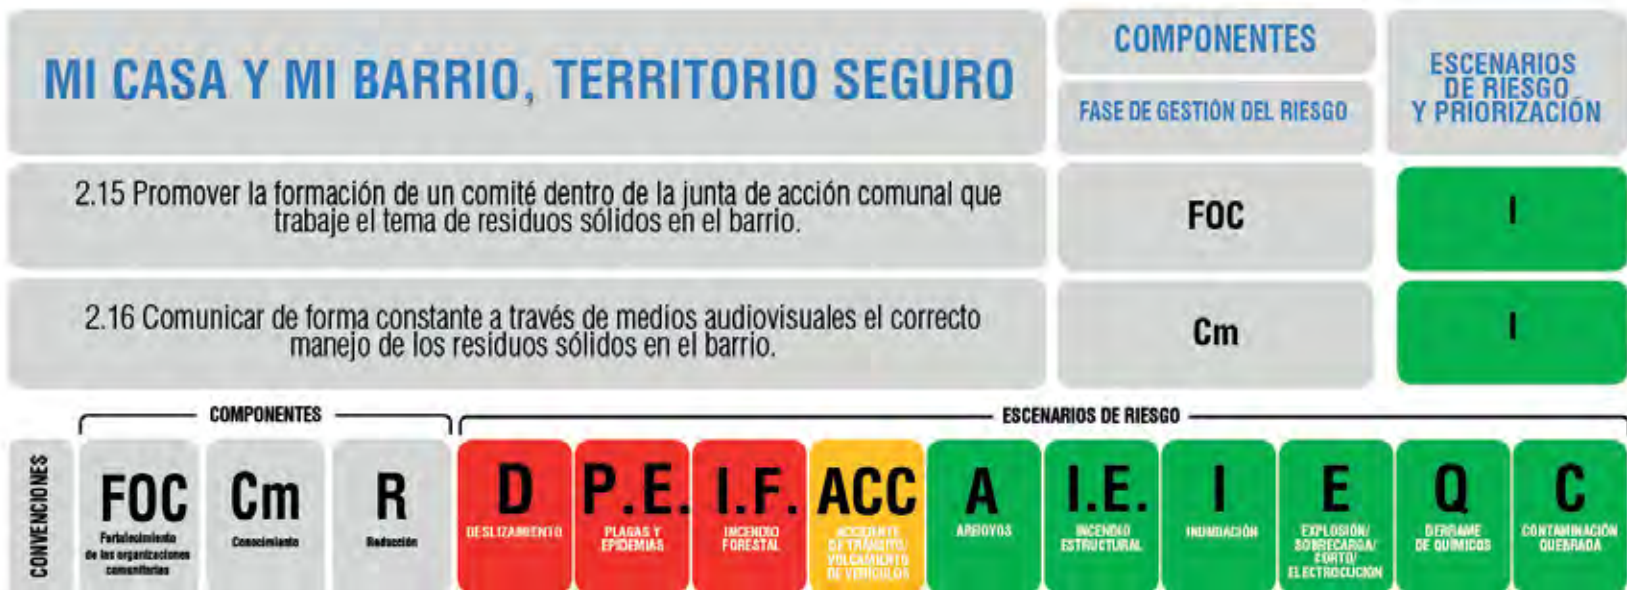 MI CASA Y MI BARRIO, TERRITORIO SEGURO
COMPONENTES
FASE DE GESTIÓN DEL RIESGO
ESCENARIOS
DE RIESGO
Y PRIORIZACIÓN
2.15 Promover la formación de un comité dentro de la junta de acción comunal que
trabaje el tema de residuos sólidos en el barrio.
FOC
I
2.16 Comunicar de forma constante a través de medios audiovisuales el correcto
manejo de los residuos sólidos en el barrio.
Cm
I
CONVENCIONES
COMPONENTES
FOC
Fortalecimiento
de las organizaciones
comunitarias
Cm
Conocimiento
R
Reducción
ESCENARIOS DE RIESGO
D
DESLIZAMIENTO
P.E.
PLAGAS Y
EPIDEMIAS
I.F.
INCENDIO
FORESTAL
ACC
ACCIDENTE
DE TRÁNSITO/
VOLCAMIENTO
DE VEHÍCULOS
A
ARROYOS
I.E.
INCENDIO
ESTRUCTURAL
I
INUNDACIÓN
E
EXPLOSIÓN/
SOBRECARGA/
CORTO/
ELECTROCUCIÓN
Q
DERRAME
DE QUÍMICOS
C
CONTAMINACIÓN
QUEBRADA